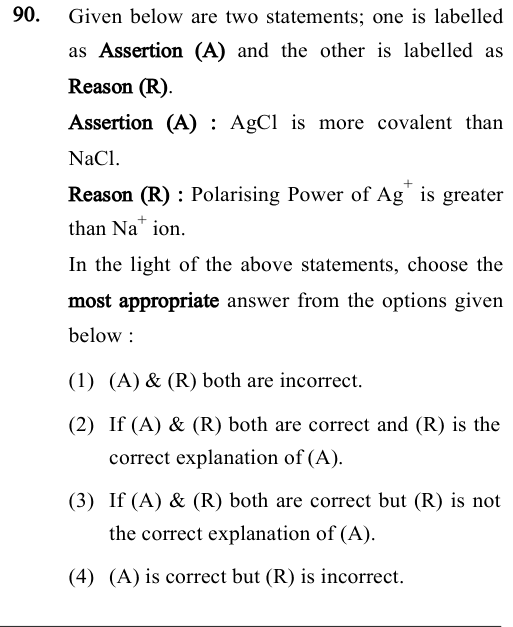 90. Given below are two statements; one is labelled
as Assertion (A) and the other is labelled as
Reason (R).
Assertion (A) : AgCl is more covalent than
NaCl.
Reason (R) : Polarising Power of Ag⁺ is greater
than Na⁺ ion.
In the light of the above statements, choose the
most appropriate answer from the options given
below :
(1) (A) & (R) both are incorrect.
(2) If (A) & (R) both are correct and (R) is the
correct explanation of (A).
(3) If (A) & (R) both are correct but (R) is not
the correct explanation of (A).
(4) (A) is correct but (R) is incorrect.